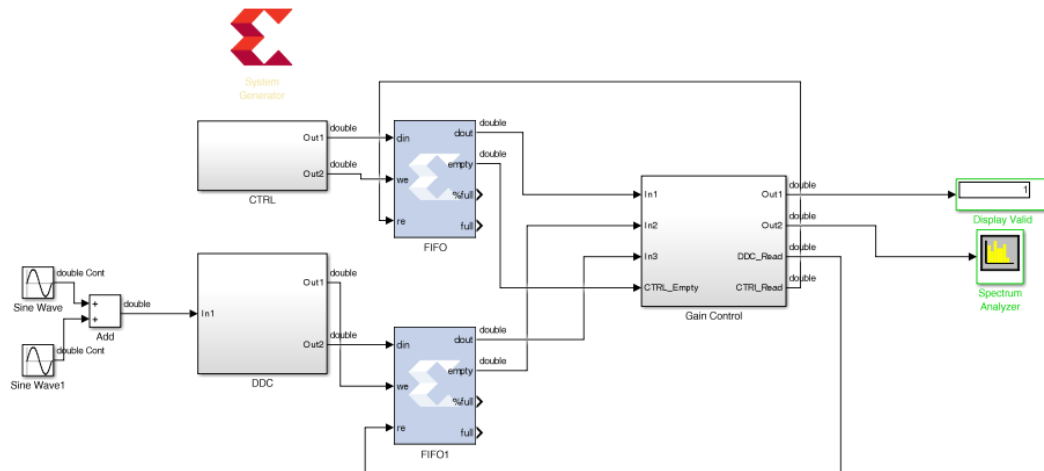 System
Generator
double
double
Out1
Out2
CTRL
din
we
re
dout
empty
%full
full
FIFO
double
double
In1
In2
In3
CTRL_Empty
Out1
Out2
DDC_Read
CTRl_Read
Gain Control
double
double
double
double
1
Display Valid
Spectrum
Analyzer
double Cont
Sine Wave
double Cont
Sine Wave1
+
+
Add
double
In1
Out1
Out2
DDC
double
double
din
we
re
dout
empty
%full
full
FIFO1
double
double